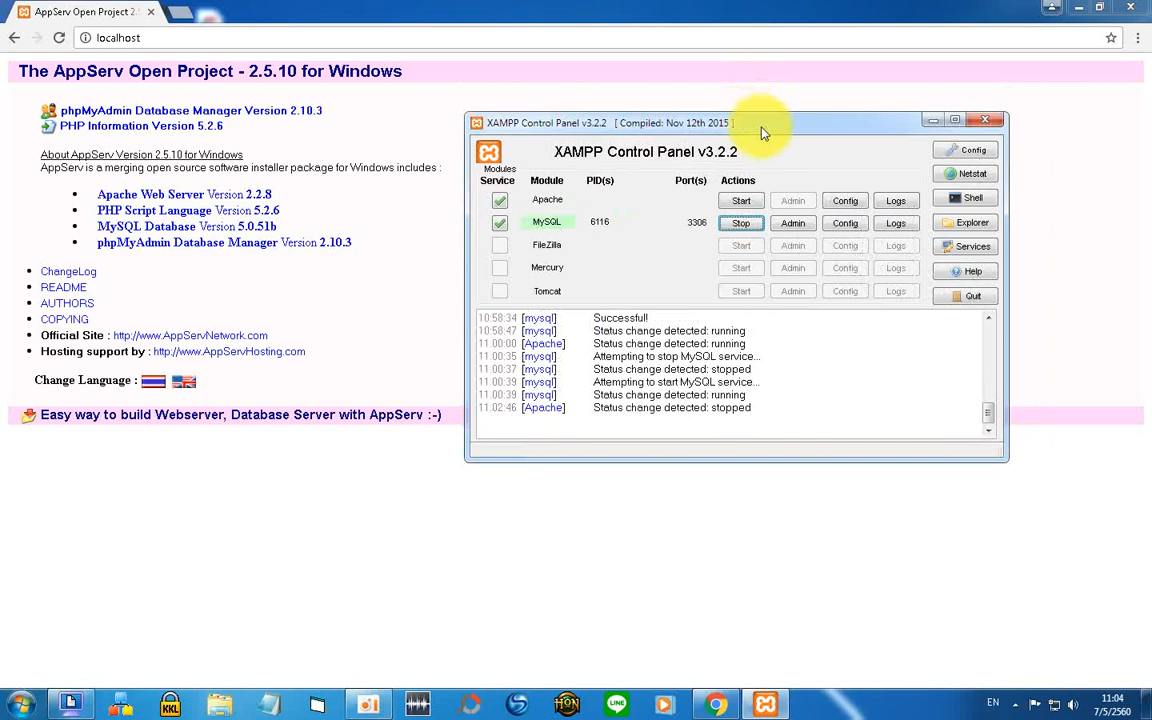 AppServ Open Project 2.5
localhost
The AppServ Open Project - 2.5.10 for Windows
phpMyAdmin Database Manager Version 2.10.3
PHP Information Version 5.2.6
About AppServ Version 2.5.10 for Windows
AppServ is a merging open source software installer package for Windows includes :
• Apache Web Server Version 2.2.8
• PHP Script Language Version 5.2.6
• MySQL Database Version 5.0.51b
• phpMyAdmin Database Manager Version 2.10.3
• ChangeLog
• README
• AUTHORS
• COPYING
• Official Site : http://www.AppServNetwork.com
• Hosting support by : http://www.AppServHosting.com
Change Language :
Easy way to build Webserver, Database Server with AppServ :-)
XAMPP Control Panel v3.2.2 [ Compiled: Nov 12th 2015 ]
XAMPP Control Panel v3.2.2
Modules
Service Module PID(s) Port(s) Actions
Apache Start Admin Config Logs
MySQL 6116 3306 Stop Admin Config Logs
FileZilla Start Admin Config Logs
Mercury Start Admin Config Logs
Tomcat Start Admin Config Logs
Config
Netstat
Shell
Explorer
Services
Help
Quit
10:58:34 [mysql] Successful!
10:58:47 [mysql] Status change detected: running
11:00:00 [Apache] Status change detected: running
11:00:35 [mysql] Attempting to stop MySQL service...
11:00:37 [mysql] Status change detected: stopped
11:00:39 [mysql] Attempting to start MySQL service...
11:00:39 [mysql] Status change detected: running
11:02:46 [Apache] Status change detected: stopped
KKL
HON
LINE
EN
11:04
7/5/2560